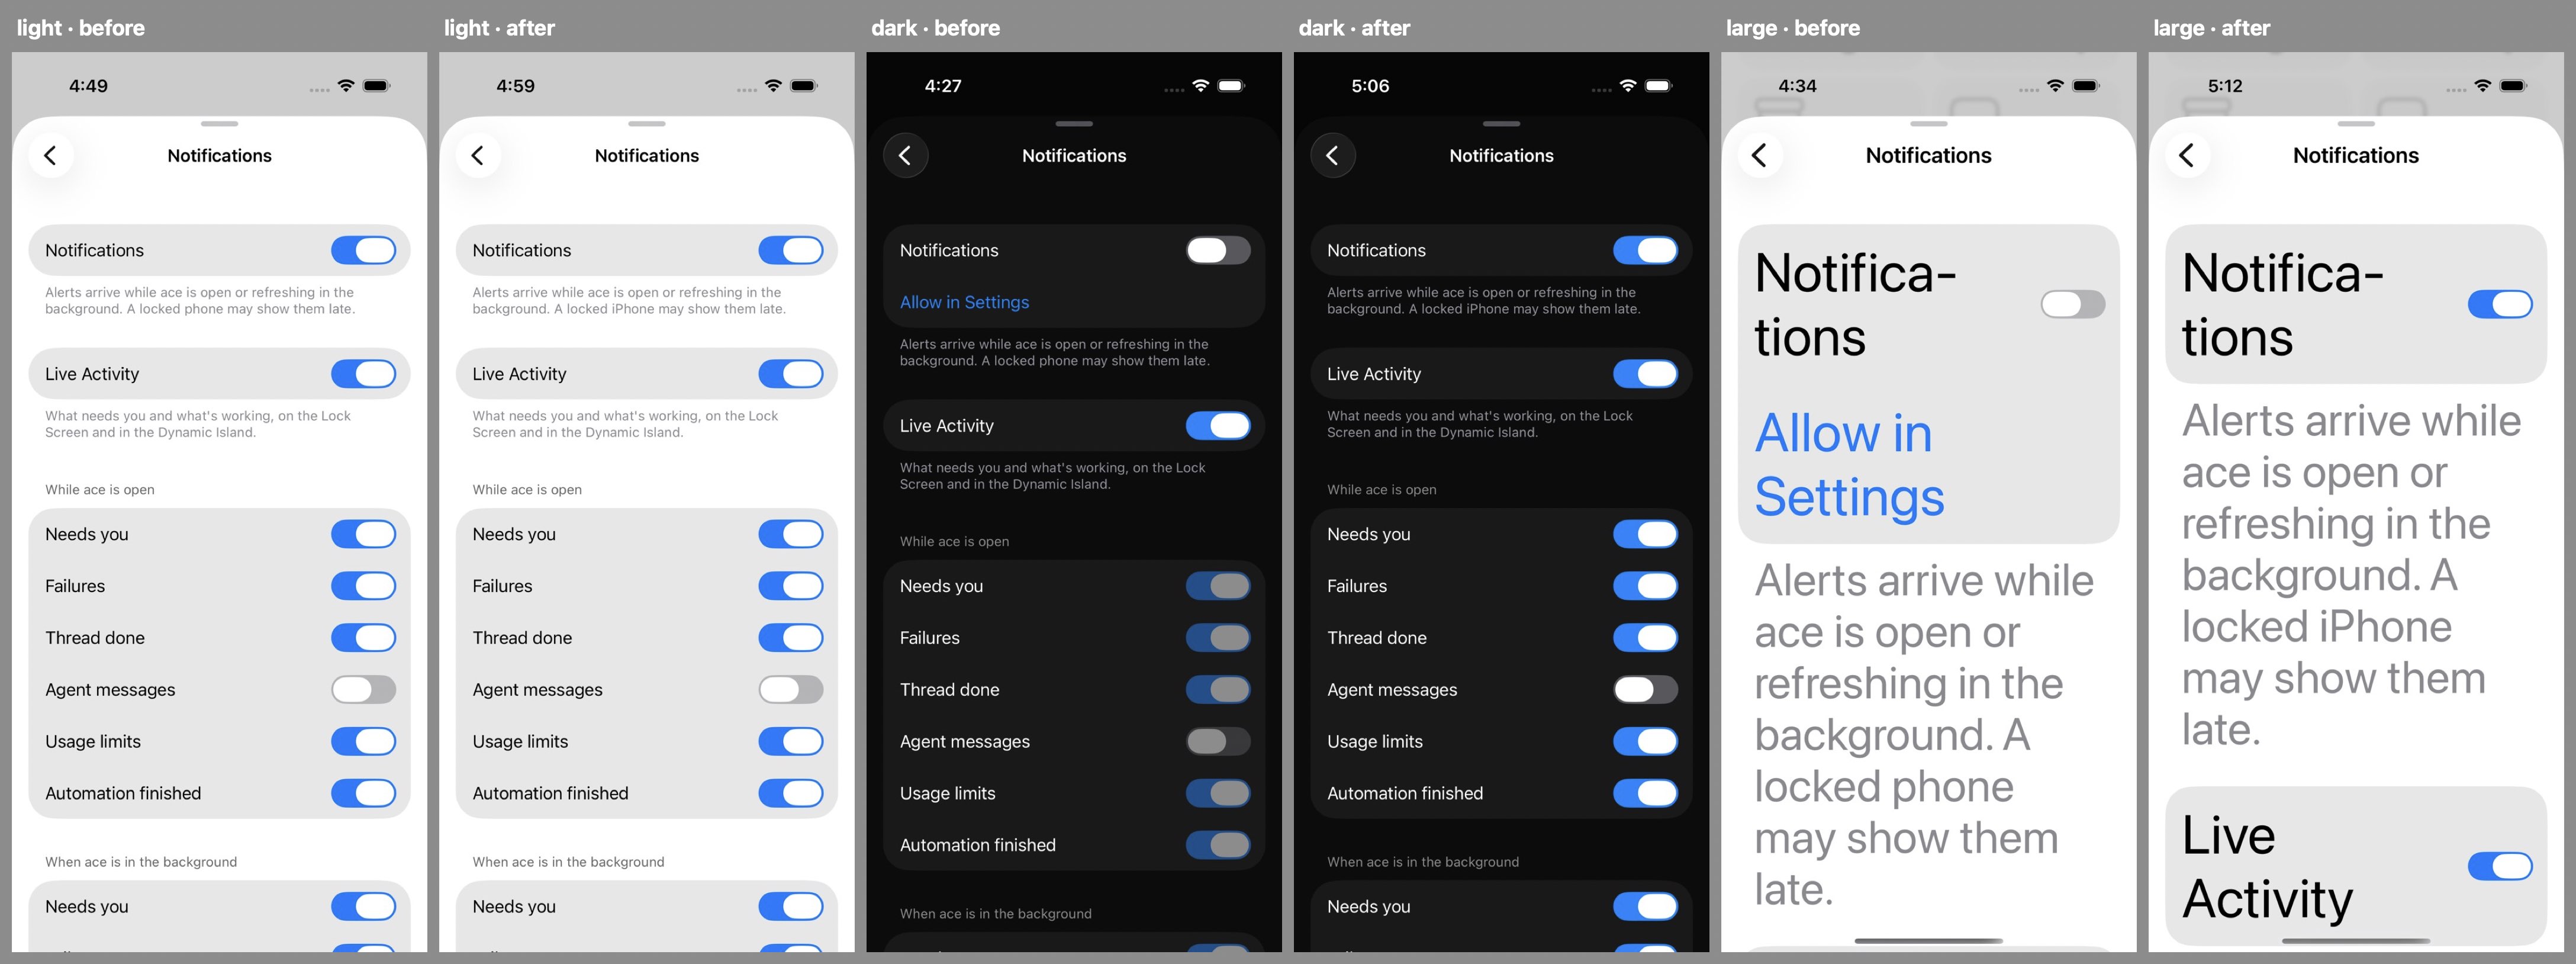 light · before
4:49
Notifications
Notifications
Alerts arrive while ace is open or refreshing in the
background. A locked phone may show them late.
Live Activity
What needs you and what's working, on the Lock
Screen and in the Dynamic Island.
While ace is open
Needs you
Failures
Thread done
Agent messages
Usage limits
Automation finished
When ace is in the background
Needs you
light · after
4:59
Notifications
Notifications
Alerts arrive while ace is open or refreshing in the
background. A locked iPhone may show them late.
Live Activity
What needs you and what's working, on the Lock
Screen and in the Dynamic Island.
While ace is open
Needs you
Failures
Thread done
Agent messages
Usage limits
Automation finished
When ace is in the background
Needs you
dark · before
4:27
Notifications
Notifications
Allow in Settings
Alerts arrive while ace is open or refreshing in the
background. A locked phone may show them late.
Live Activity
What needs you and what's working, on the Lock
Screen and in the Dynamic Island.
While ace is open
Needs you
Failures
Thread done
Agent messages
Usage limits
Automation finished
When ace is in the background
dark · after
5:06
Notifications
Notifications
Alerts arrive while ace is open or refreshing in the
background. A locked iPhone may show them late.
Live Activity
What needs you and what's working, on the Lock
Screen and in the Dynamic Island.
While ace is open
Needs you
Failures
Thread done
Agent messages
Usage limits
Automation finished
When ace is in the background
Needs you
large · before
4:34
Notifications
Notifica-
tions
Allow in
Settings
Alerts arrive while
ace is open or
refreshing in the
background. A
locked phone
may show them
late.
large · after
5:12
Notifications
Notifica-
tions
Alerts arrive while
ace is open or
refreshing in the
background. A
locked iPhone
may show them
late.
Live
Activity